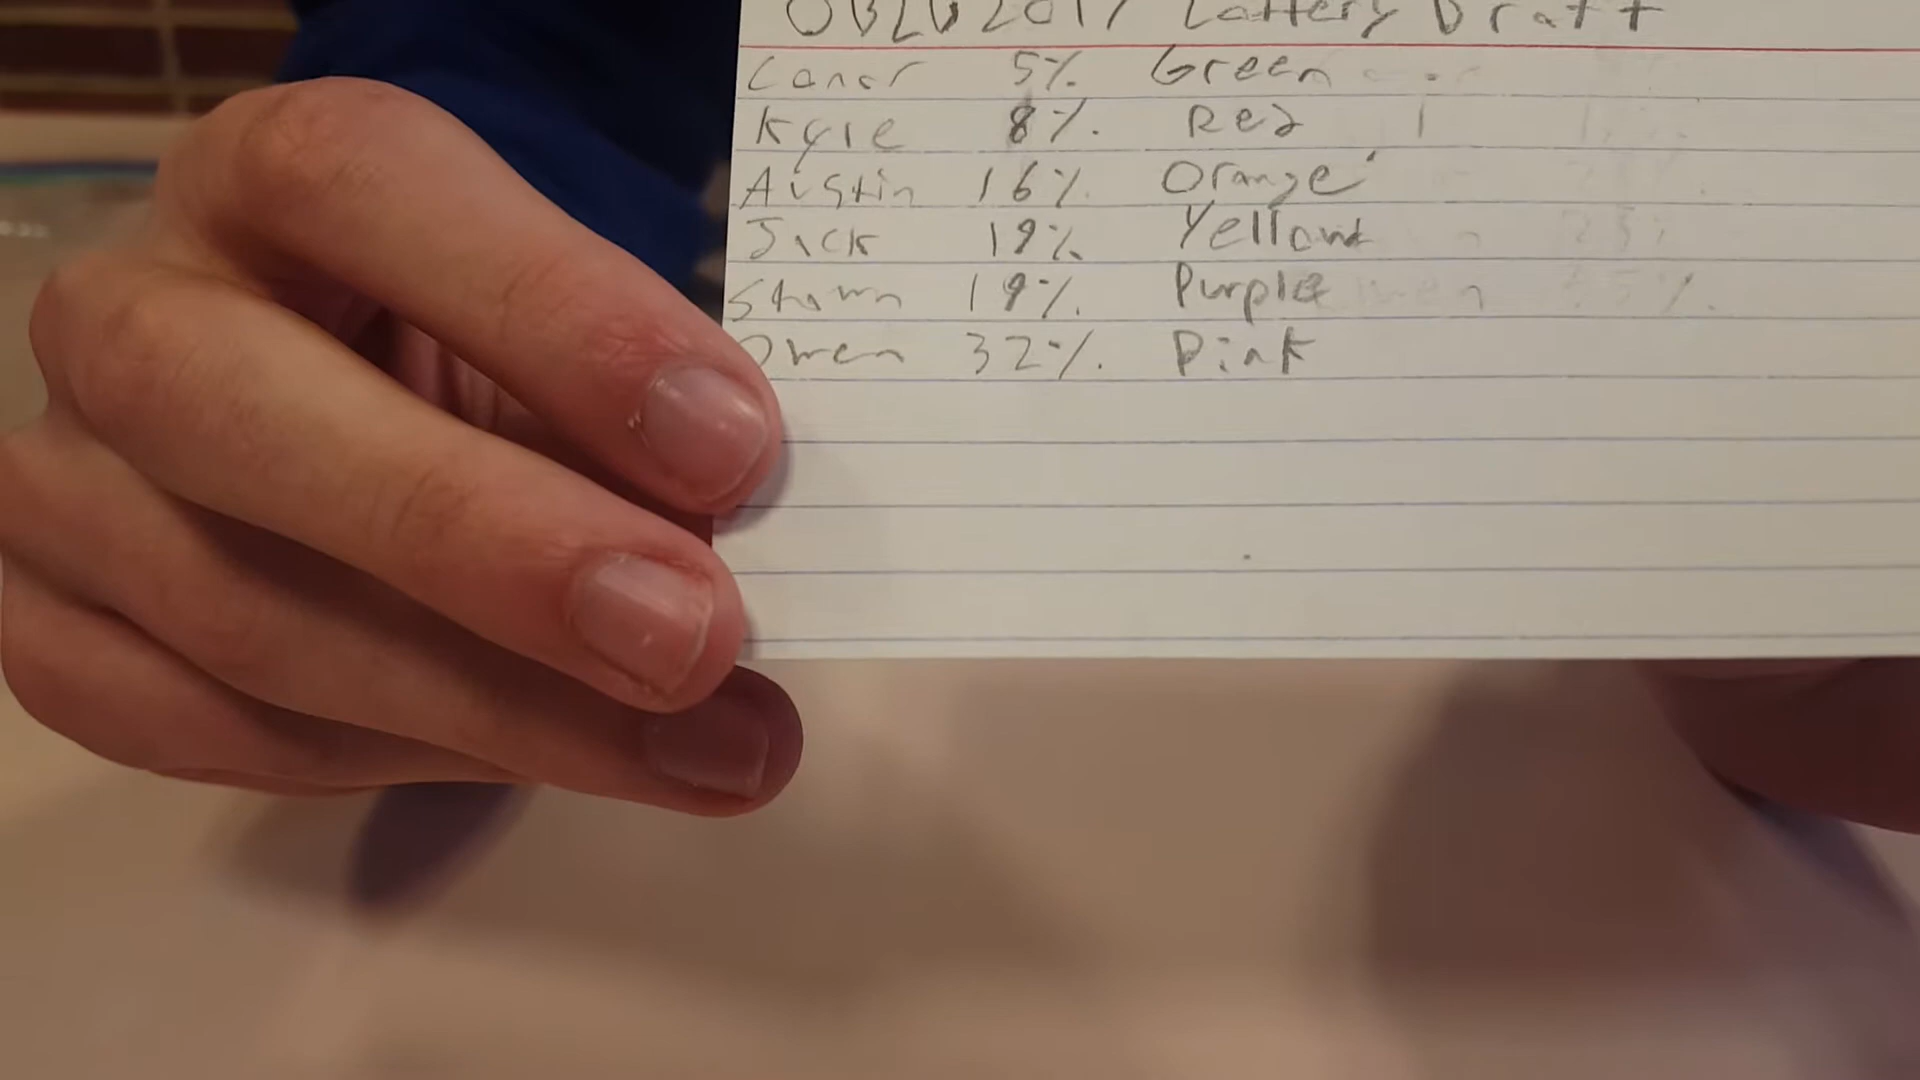 2017 Lottery Draft
Conor 5% Green
Kyle 8% Red
Austin 16% Orange
Jack 19% Yellow
Shawn 19% Purple
Owen 32% Pink